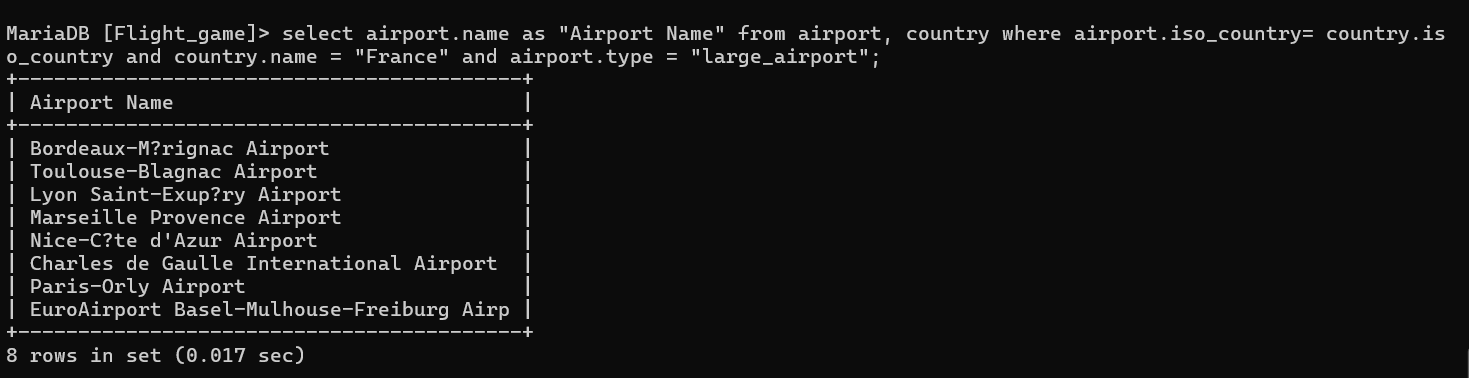 MariaDB [Flight_game]> select airport.name as "Airport Name" from airport, country where airport.iso_country= country.is
o_country and country.name = "France" and airport.type = "large_airport";
+------------------------------------------+
| Airport Name                             |
+------------------------------------------+
| Bordeaux-M?rignac Airport                |
| Toulouse-Blagnac Airport                 |
| Lyon Saint-Exup?ry Airport               |
| Marseille Provence Airport               |
| Nice-C?te d'Azur Airport                 |
| Charles de Gaulle International Airport  |
| Paris-Orly Airport                       |
| EuroAirport Basel-Mulhouse-Freiburg Airp |
+------------------------------------------+
8 rows in set (0.017 sec)